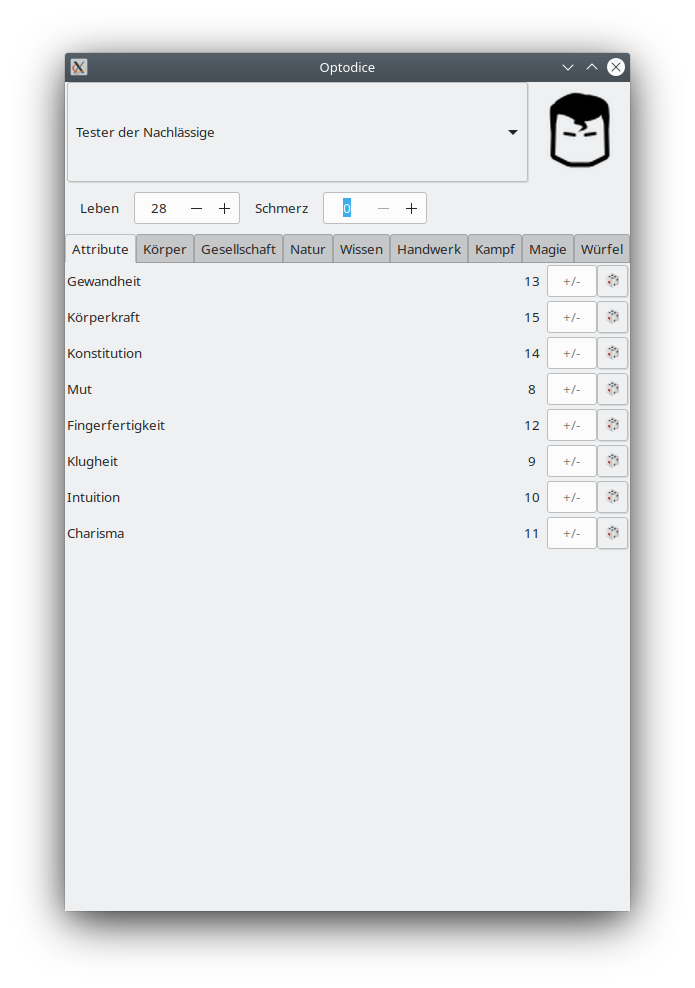 Optodice
Tester der Nachlässige
Leben 28 Schmerz 0
Attribute Körper Gesellschaft Natur Wissen Handwerk Kampf Magie Würfel
Gewandheit 13 +/-
Körperkraft 15 +/-
Konstitution 14 +/-
Mut 8 +/-
Fingerfertigkeit 12 +/-
Klugheit 9 +/-
Intuition 10 +/-
Charisma 11 +/-